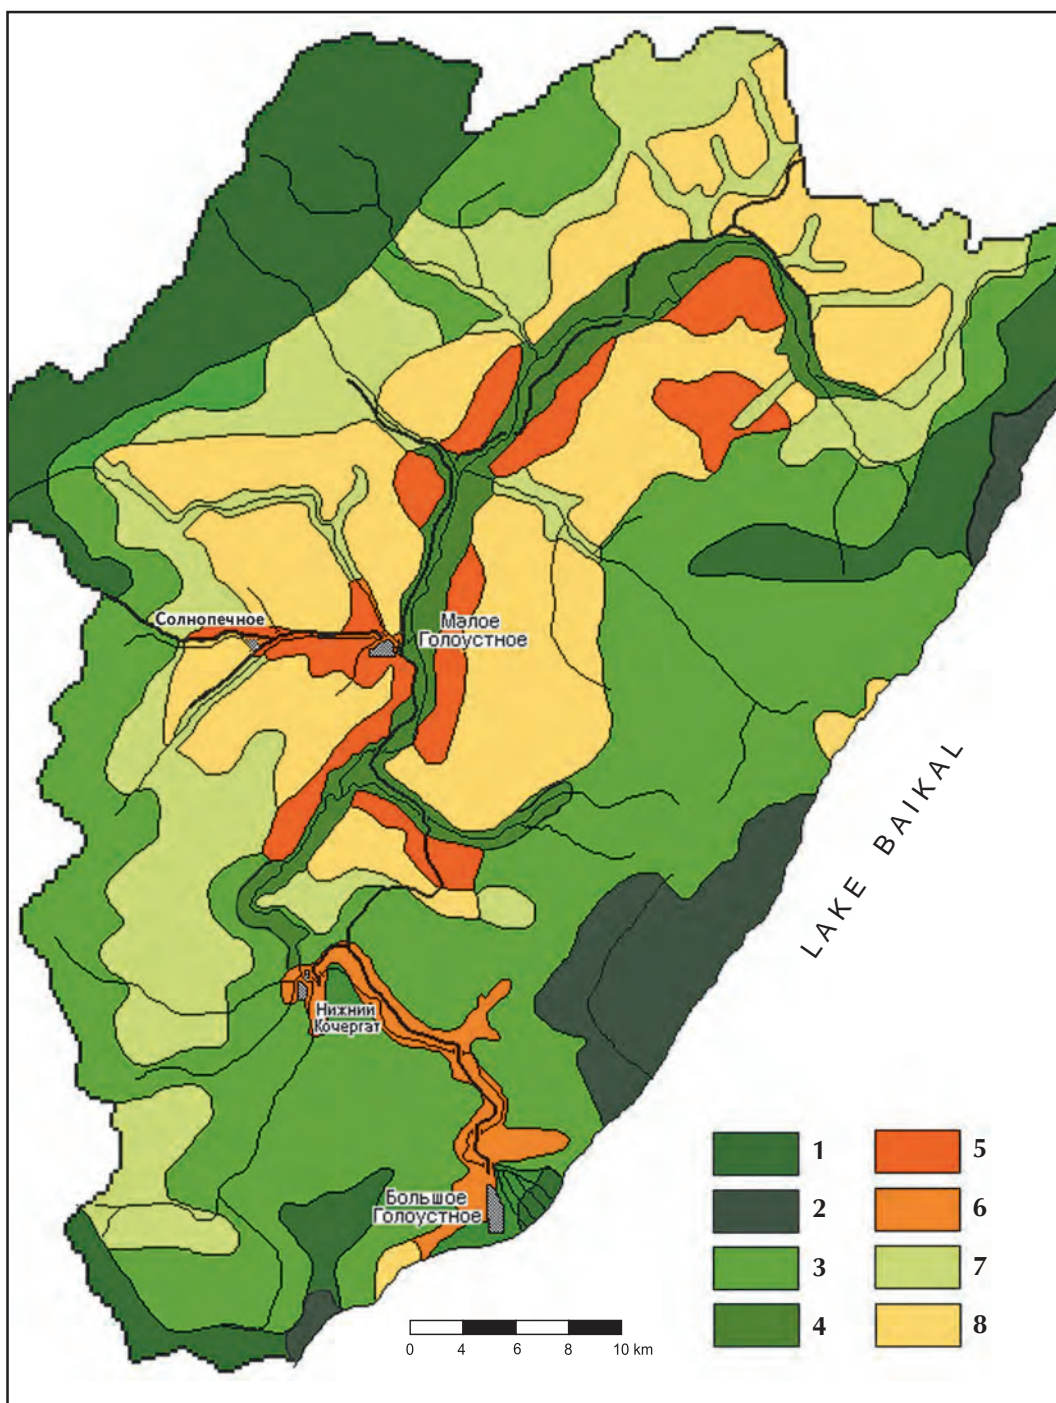 Солнопечное
Малое
Голоустное
LAKE BAIKAL
Нижний
Кочергат
Большое
Голоустное
1
2
3
4
5
6
7
8
0 4 6 8 10 km